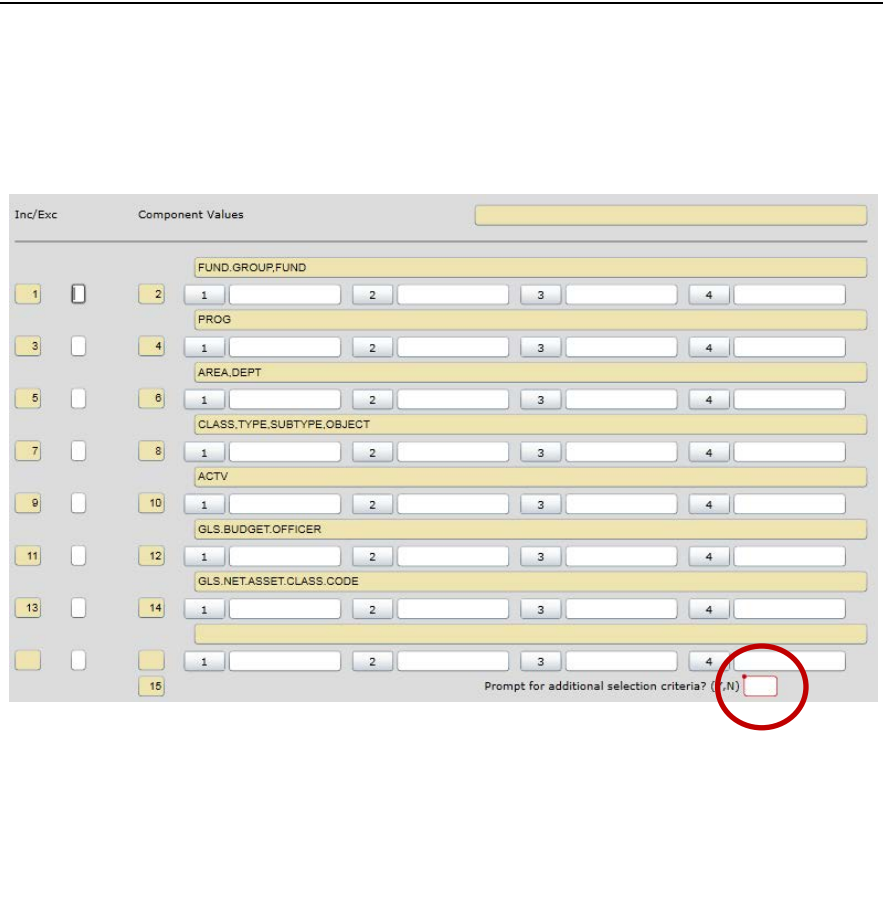 Inc/Exc Component Values
FUND.GROUP,FUND
1 2 1 2 3 4
PROG
3 4 1 2 3 4
AREA,DEPT
5 6 1 2 3 4
CLASS,TYPE,SUBTYPE,OBJECT
7 8 1 2 3 4
ACTV
9 10 1 2 3 4
GLS.BUDGET.OFFICER
11 12 1 2 3 4
GLS.NET.ASSET.CLASS.CODE
13 14 1 2 3 4
1 2 3 4
15 Prompt for additional selection criteria? (Y,N)